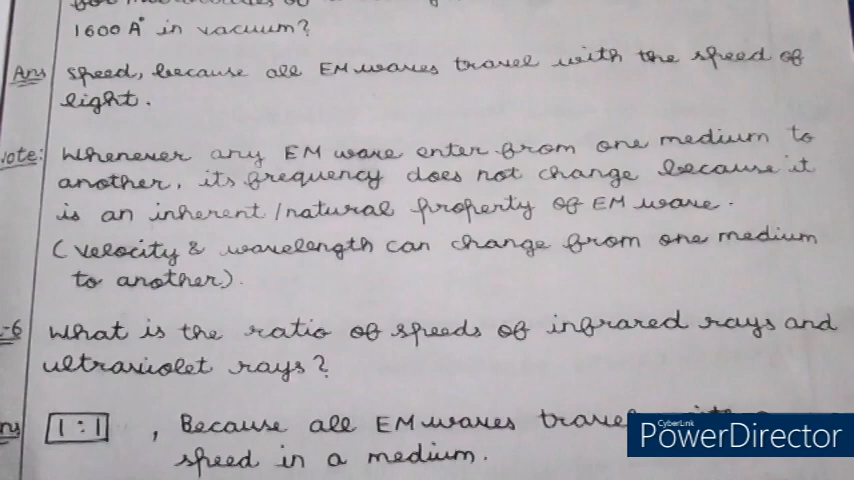 1600 A° in vacuum?
Ans speed, because all EM waves travel with the speed of
light.
Note: Whenever any EM wave enter from one medium to
another, its frequency does not change because it
is an inherent/natural property of EM wave.
(velocity & wavelength can change from one medium
to another).
-6 What is the ratio of speeds of infrared rays and
ultraviolet rays?
Ans 1:1, Because all EM waves travel
speed in a medium.
CyberLink
PowerDirector